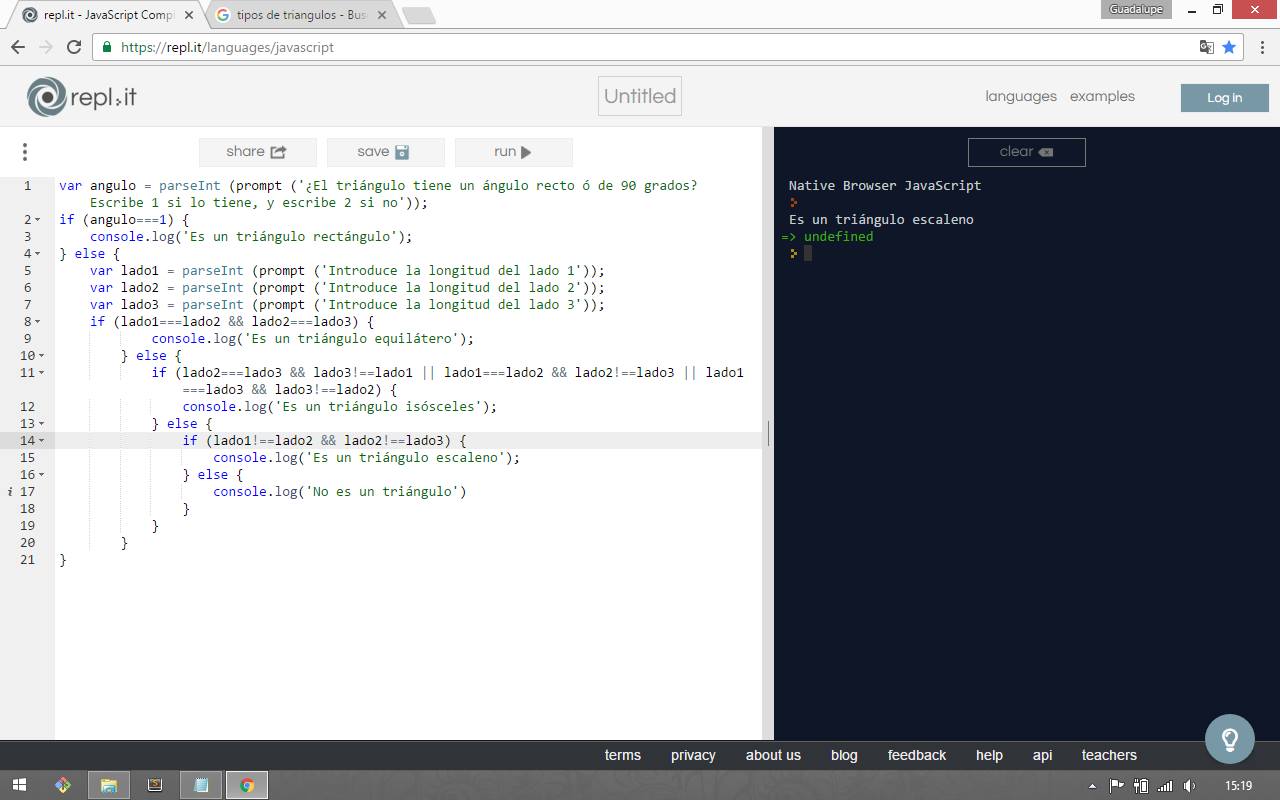 repl.it - JavaScript Compi
tipos de triangulos - Bus
Guadalupe
https://repl.it/languages/javascript
repl.it
Untitled
languages examples
Log in
share save run
clear
1 var angulo = parseInt (prompt ('¿El triángulo tiene un ángulo recto ó de 90 grados?
Escribe 1 si lo tiene, y escribe 2 si no'));
2 if (angulo===1) {
3 console.log('Es un triángulo rectángulo');
4 } else {
5 var lado1 = parseInt (prompt ('Introduce la longitud del lado 1'));
6 var lado2 = parseInt (prompt ('Introduce la longitud del lado 2'));
7 var lado3 = parseInt (prompt ('Introduce la longitud del lado 3'));
8 if (lado1===lado2 && lado2===lado3) {
9 console.log('Es un triángulo equilátero');
10 } else {
11 if (lado2===lado3 && lado3!==lado1 || lado1===lado2 && lado2!==lado3 || lado1
===lado3 && lado3!==lado2) {
12 console.log('Es un triángulo isósceles');
13 } else {
14 if (lado1!==lado2 && lado2!==lado3) {
15 console.log('Es un triángulo escaleno');
16 } else {
i 17 console.log('No es un triángulo')
18 }
19 }
20 }
21 }
Native Browser JavaScript
Es un triángulo escaleno
=> undefined
terms privacy about us blog feedback help api teachers
15:19